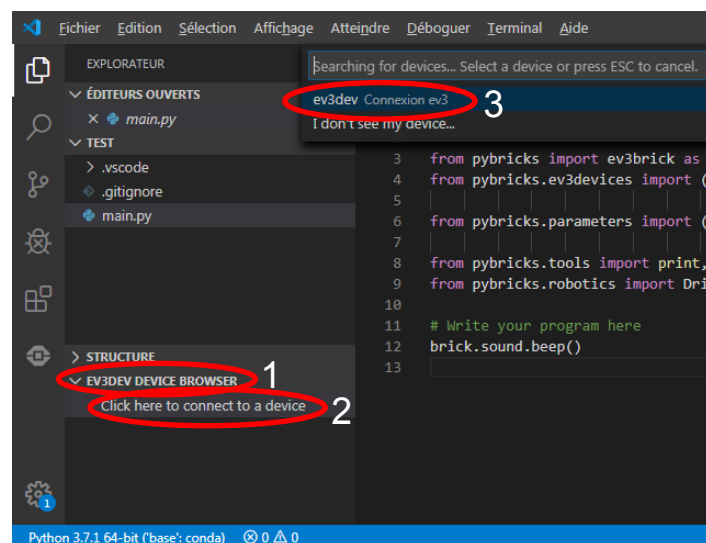 Fichier Edition Sélection Affichage Atteindre Déboguer Terminal Aide
EXPLORATEUR
Searching for devices... Select a device or press ESC to cancel.
ÉDITEURS OUVERTS
ev3dev Connexion ev3
3
main.py
I don't see my device...
TEST
.vscode
3 from pybricks import ev3brick as
.gitignore
4 from pybricks.ev3devices import (
5
main.py
6 from pybricks.parameters import (
7
8 from pybricks.tools import print,
9 from pybricks.robotics import Dri
10
11 # Write your program here
STRUCTURE
12 brick.sound.beep()
13
EV3DEV DEVICE BROWSER
1
Click here to connect to a device
2
1
Python 3.7.1 64-bit ('base': conda) 0 0